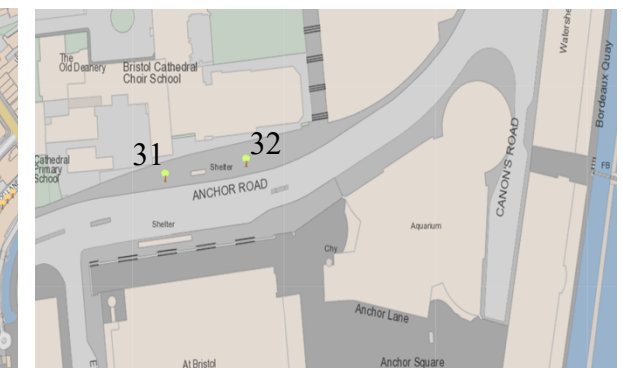 The
Old Deanery
Bristol Cathedral
Choir School
Cathedral
Primary
School
31
32
Shelter
ANCHOR ROAD
Shelter
Chy
Aquarium
CANON'S ROAD
Bordeaux Quay
FB
Anchor Lane
At Bristol
Anchor Square